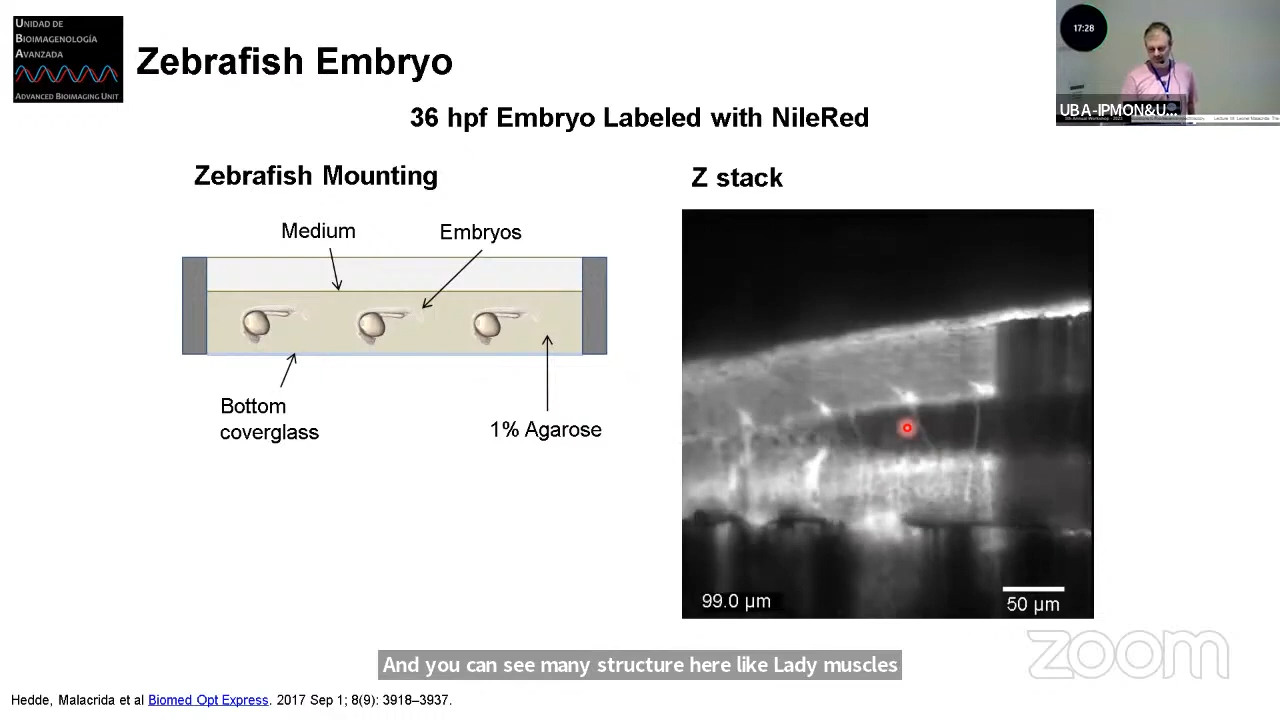 UNIDAD DE
BIOIMAGENOLOGÍA
AVANZADA
ADVANCED BIOIMAGING UNIT
Zebrafish Embryo
36 hpf Embryo Labeled with NileRed
17:28
UBA-IPMON&U...
Zebrafish Mounting
Z stack
Medium
Embryos
Bottom
coverglass
1% Agarose
99.0 µm
50 µm
And you can see many structure here like Lady muscles
zoom
Hedde, Malacrida et al Biomed Opt Express. 2017 Sep 1; 8(9): 3918–3937.